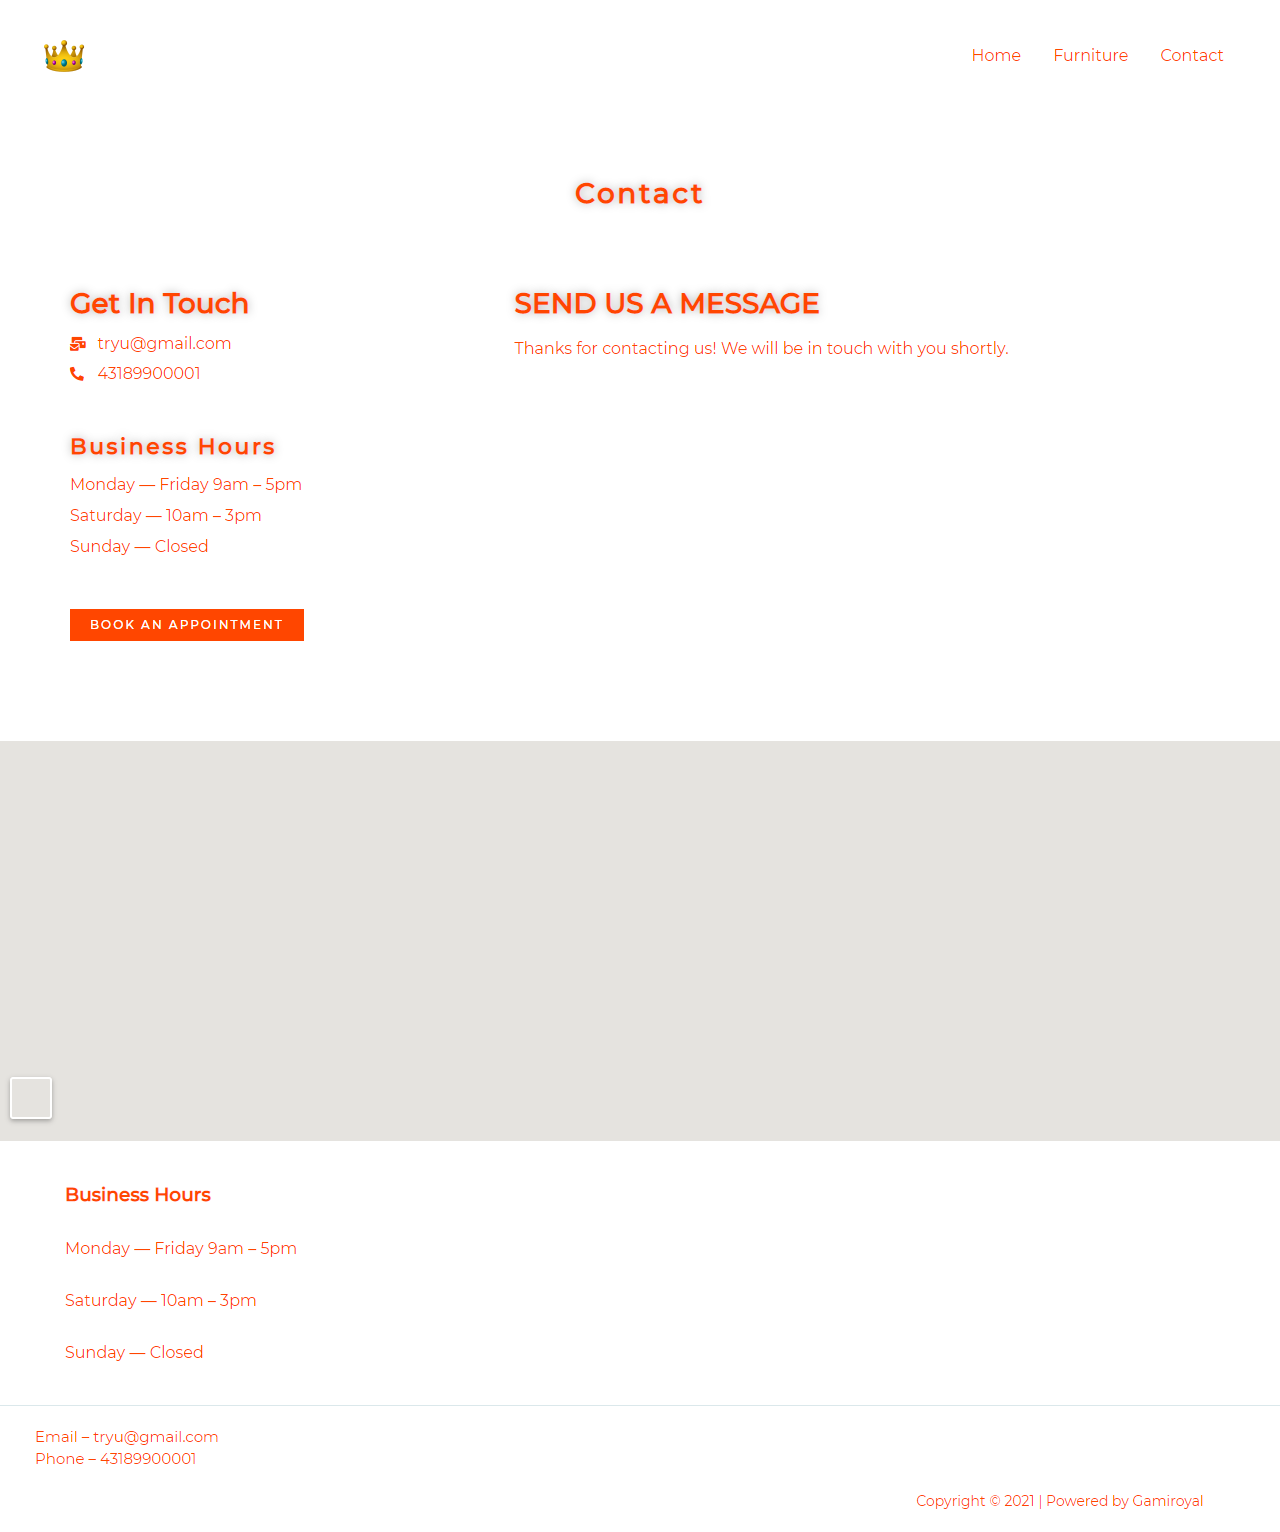 Home Furniture Contact
Contact
Get In Touch
tryu@gmail.com
43189900001
Business Hours
Monday — Friday 9am – 5pm
Saturday — 10am – 3pm
Sunday — Closed
BOOK AN APPOINTMENT
SEND US A MESSAGE
Thanks for contacting us! We will be in touch with you shortly.
Business Hours
Monday — Friday 9am – 5pm
Saturday — 10am – 3pm
Sunday — Closed
Email – tryu@gmail.com
Phone – 43189900001
Copyright © 2021 | Powered by Gamiroyal